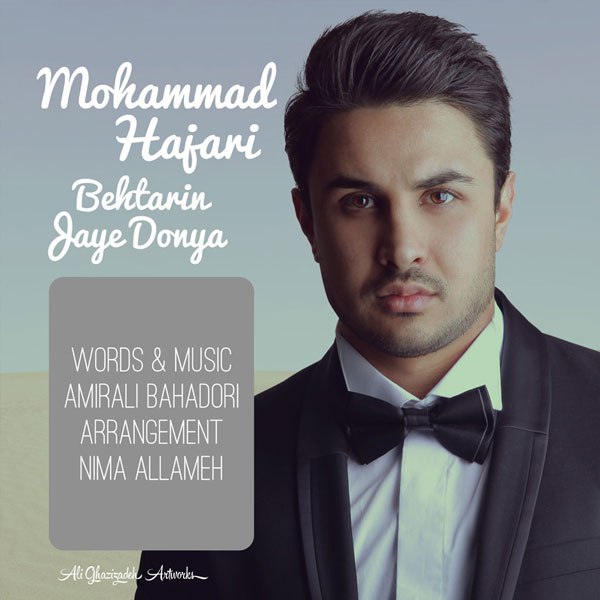 Mohammad
Hajari
Behtarin
Jaye Donya
WORDS & MUSIC
AMIRALI BAHADORI
ARRANGEMENT
NIMA ALLAMEH
Ali Ghazizadeh Artworks